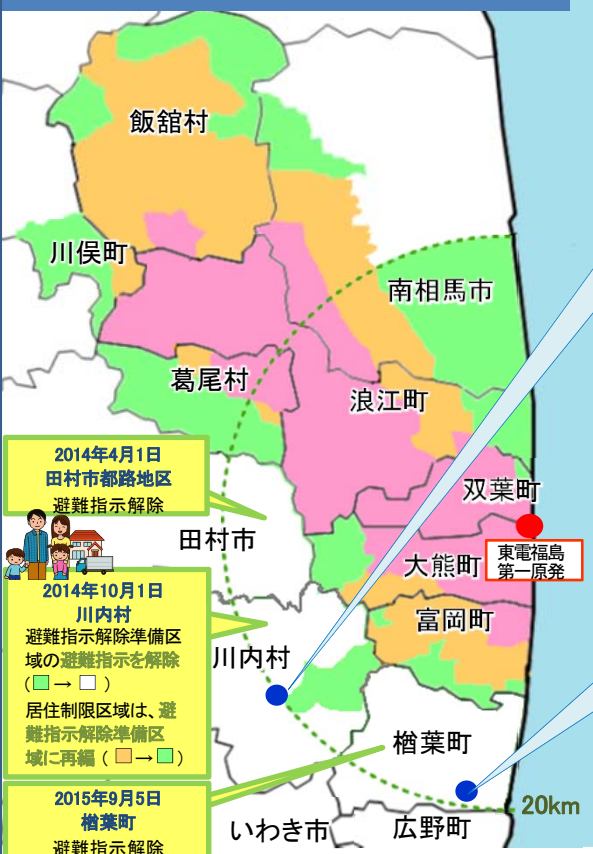 飯舘村
川俣町
南相馬市
葛尾村
浪江町
2014年4月1日
田村市都路地区
避難指示解除
双葉町
田村市
東電福島
第一原発
大熊町
2014年10月1日
川内村
避難指示解除準備区
域の避難指示を解除
(□→□)
居住制限区域は、避
難指示解除準備区
域に再編(□→□)
富岡町
川内村
楢葉町
2015年9月5日
楢葉町
避難指示解除
20km
いわき市
広野町